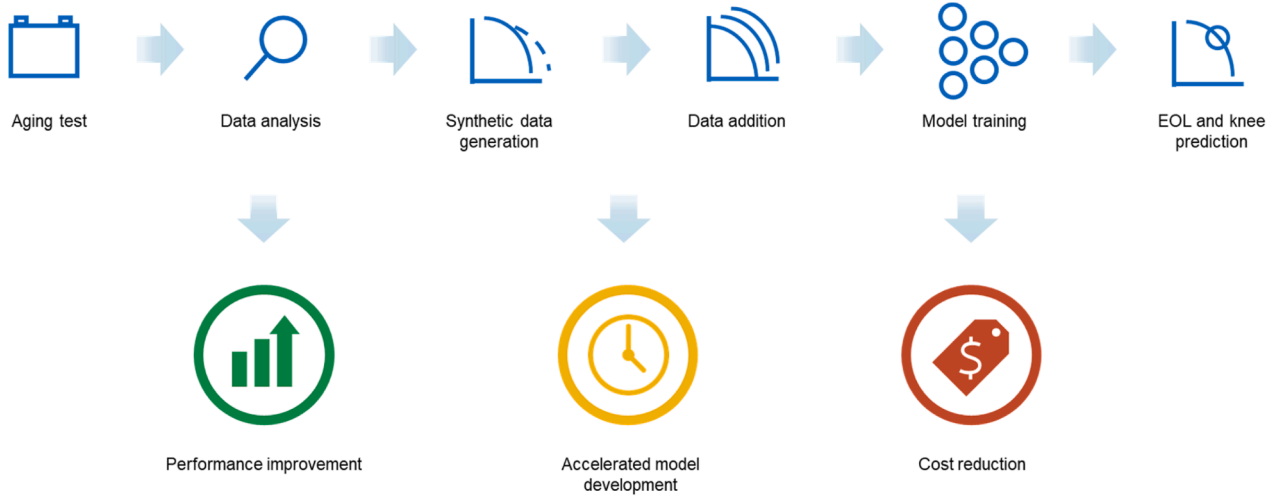 Aging test
Data analysis
Synthetic data
generation
Data addition
Model training
EOL and knee
prediction
$
Performance improvement
Accelerated model
development
Cost reduction